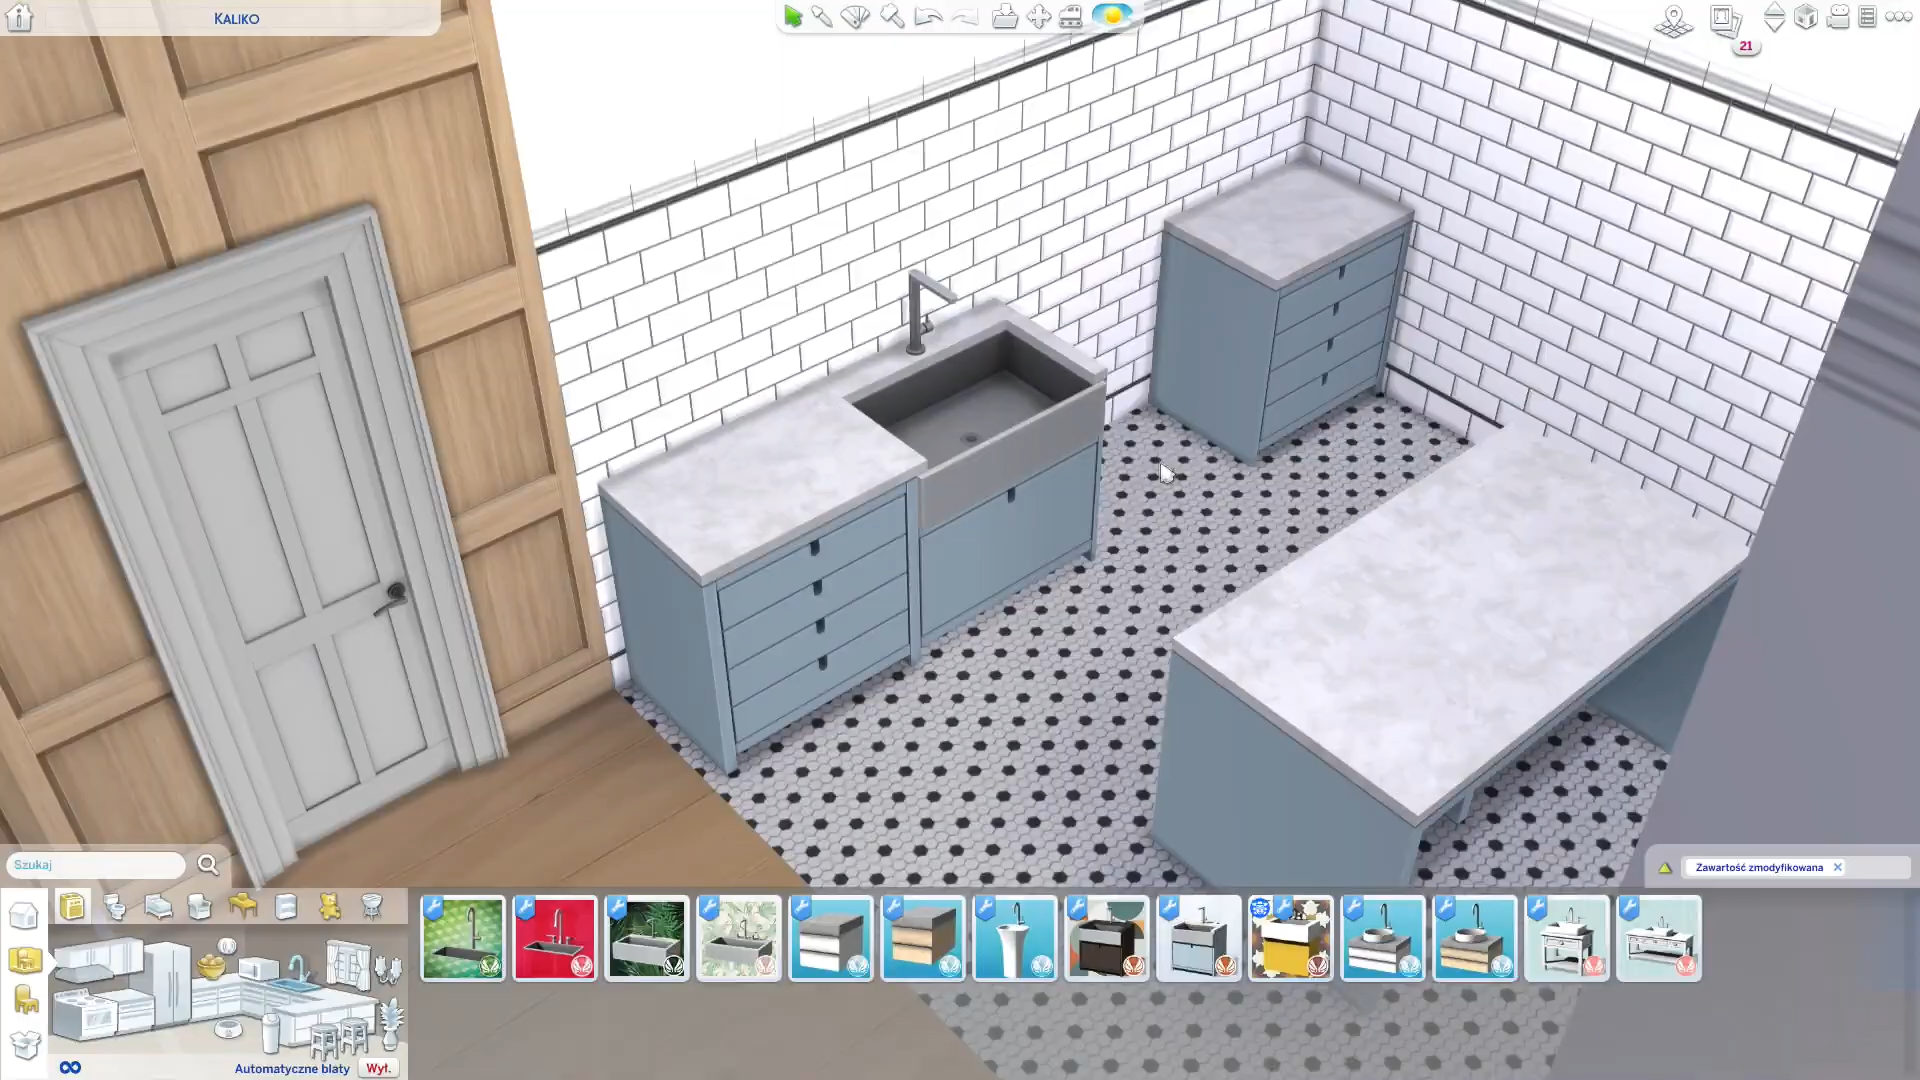 Kaliko
21
Szukaj
Zawartość zmodyfikowana
Automatyczne blaty
Wył.